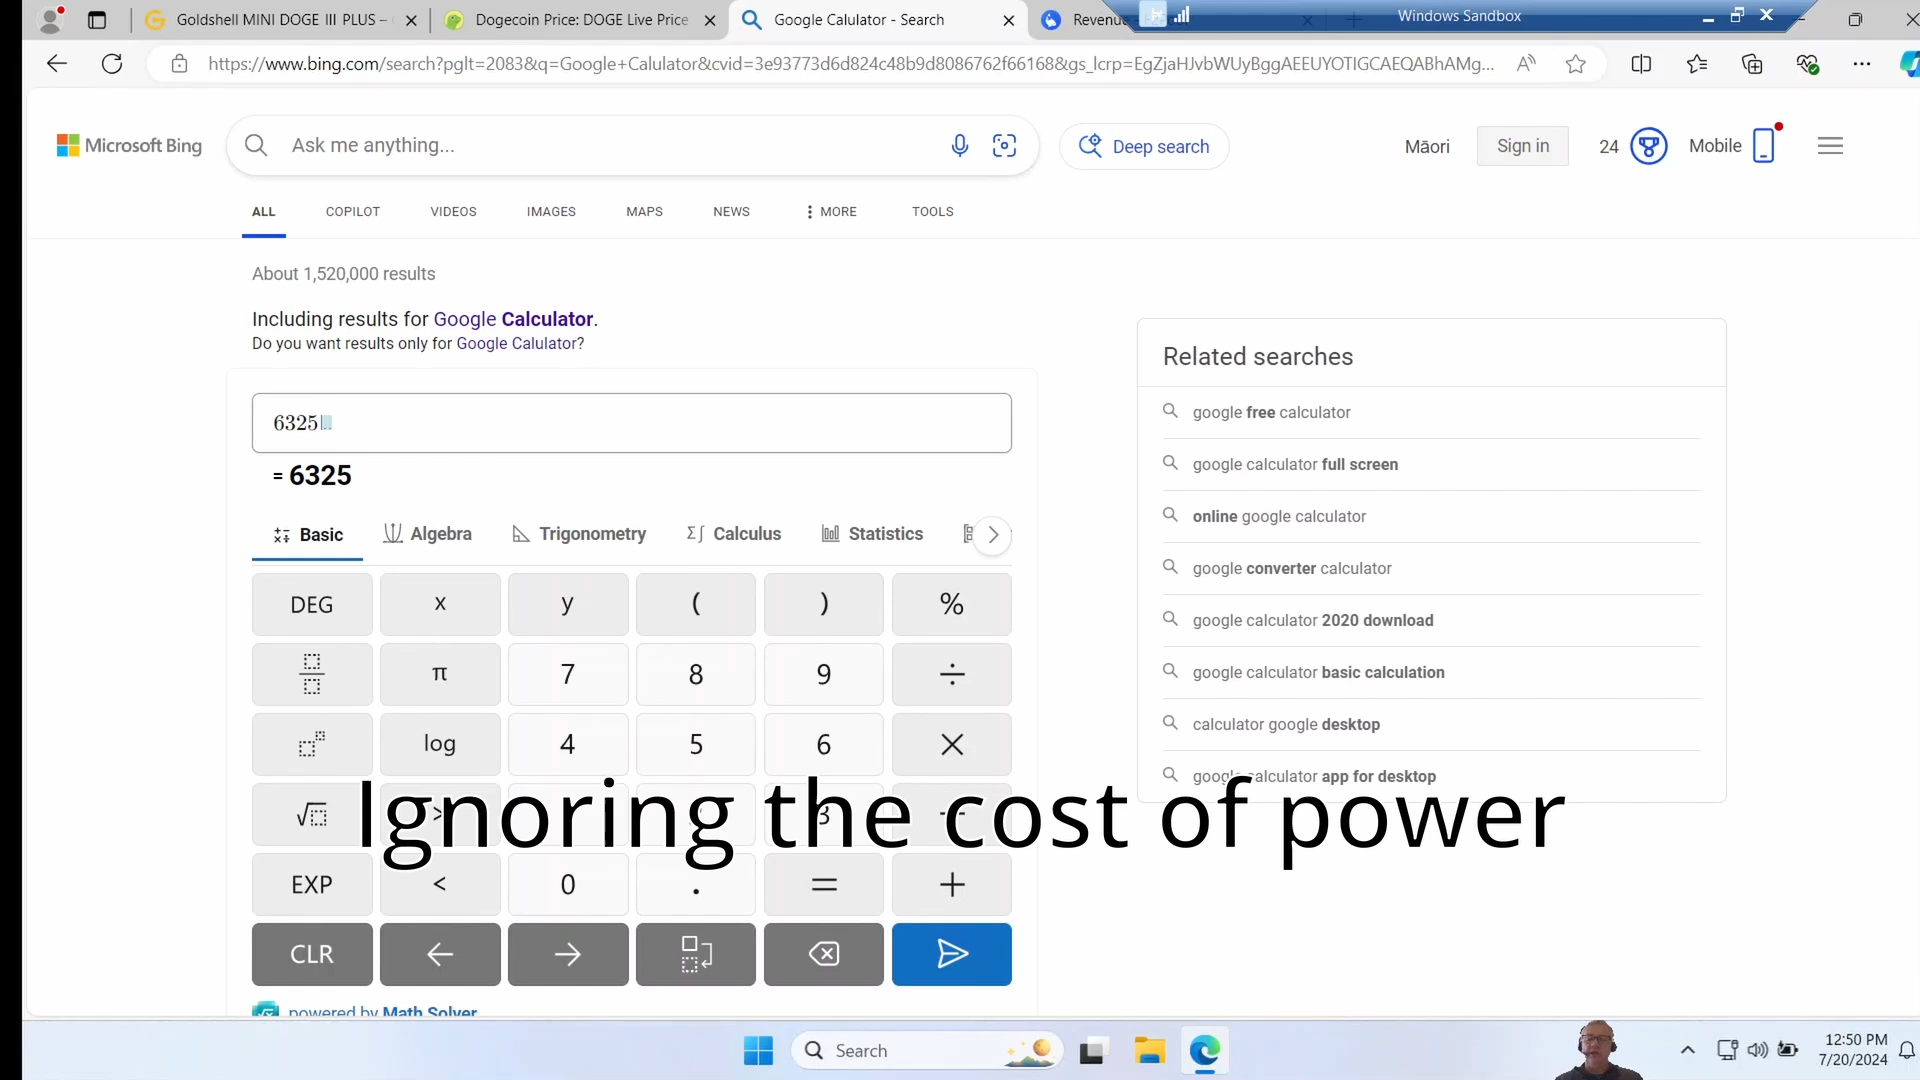 Goldshell MINI DOGE III PLUS –
Dogecoin Price: DOGE Live Price
Google Calulator - Search
Revenue
Windows Sandbox
https://www.bing.com/search?pglt=2083&q=Google+Calulator&cvid=3e93773d6d824c48b9d8086762f66168&gs_lcrp=EgZjaHJvbWUyBggAEEUYOTIGCAEQABhAMg...
Microsoft Bing
Ask me anything...
Deep search
Māori
Sign in
24
Mobile
ALL COPILOT VIDEOS IMAGES MAPS NEWS MORE TOOLS
About 1,520,000 results
Including results for Google Calculator.
Do you want results only for Google Calulator?
6325
= 6325
Basic Algebra Trigonometry Calculus Statistics
DEG x y ( ) %
π 7 8 9 ÷
log 4 5 6 ×
> 3
EXP < 0 . = +
CLR ← →
powered by Math Solver
Related searches
google free calculator
google calculator full screen
online google calculator
google converter calculator
google calculator 2020 download
google calculator basic calculation
calculator google desktop
google calculator app for desktop
Ignoring the cost of power
Search
12:50 PM
7/20/2024